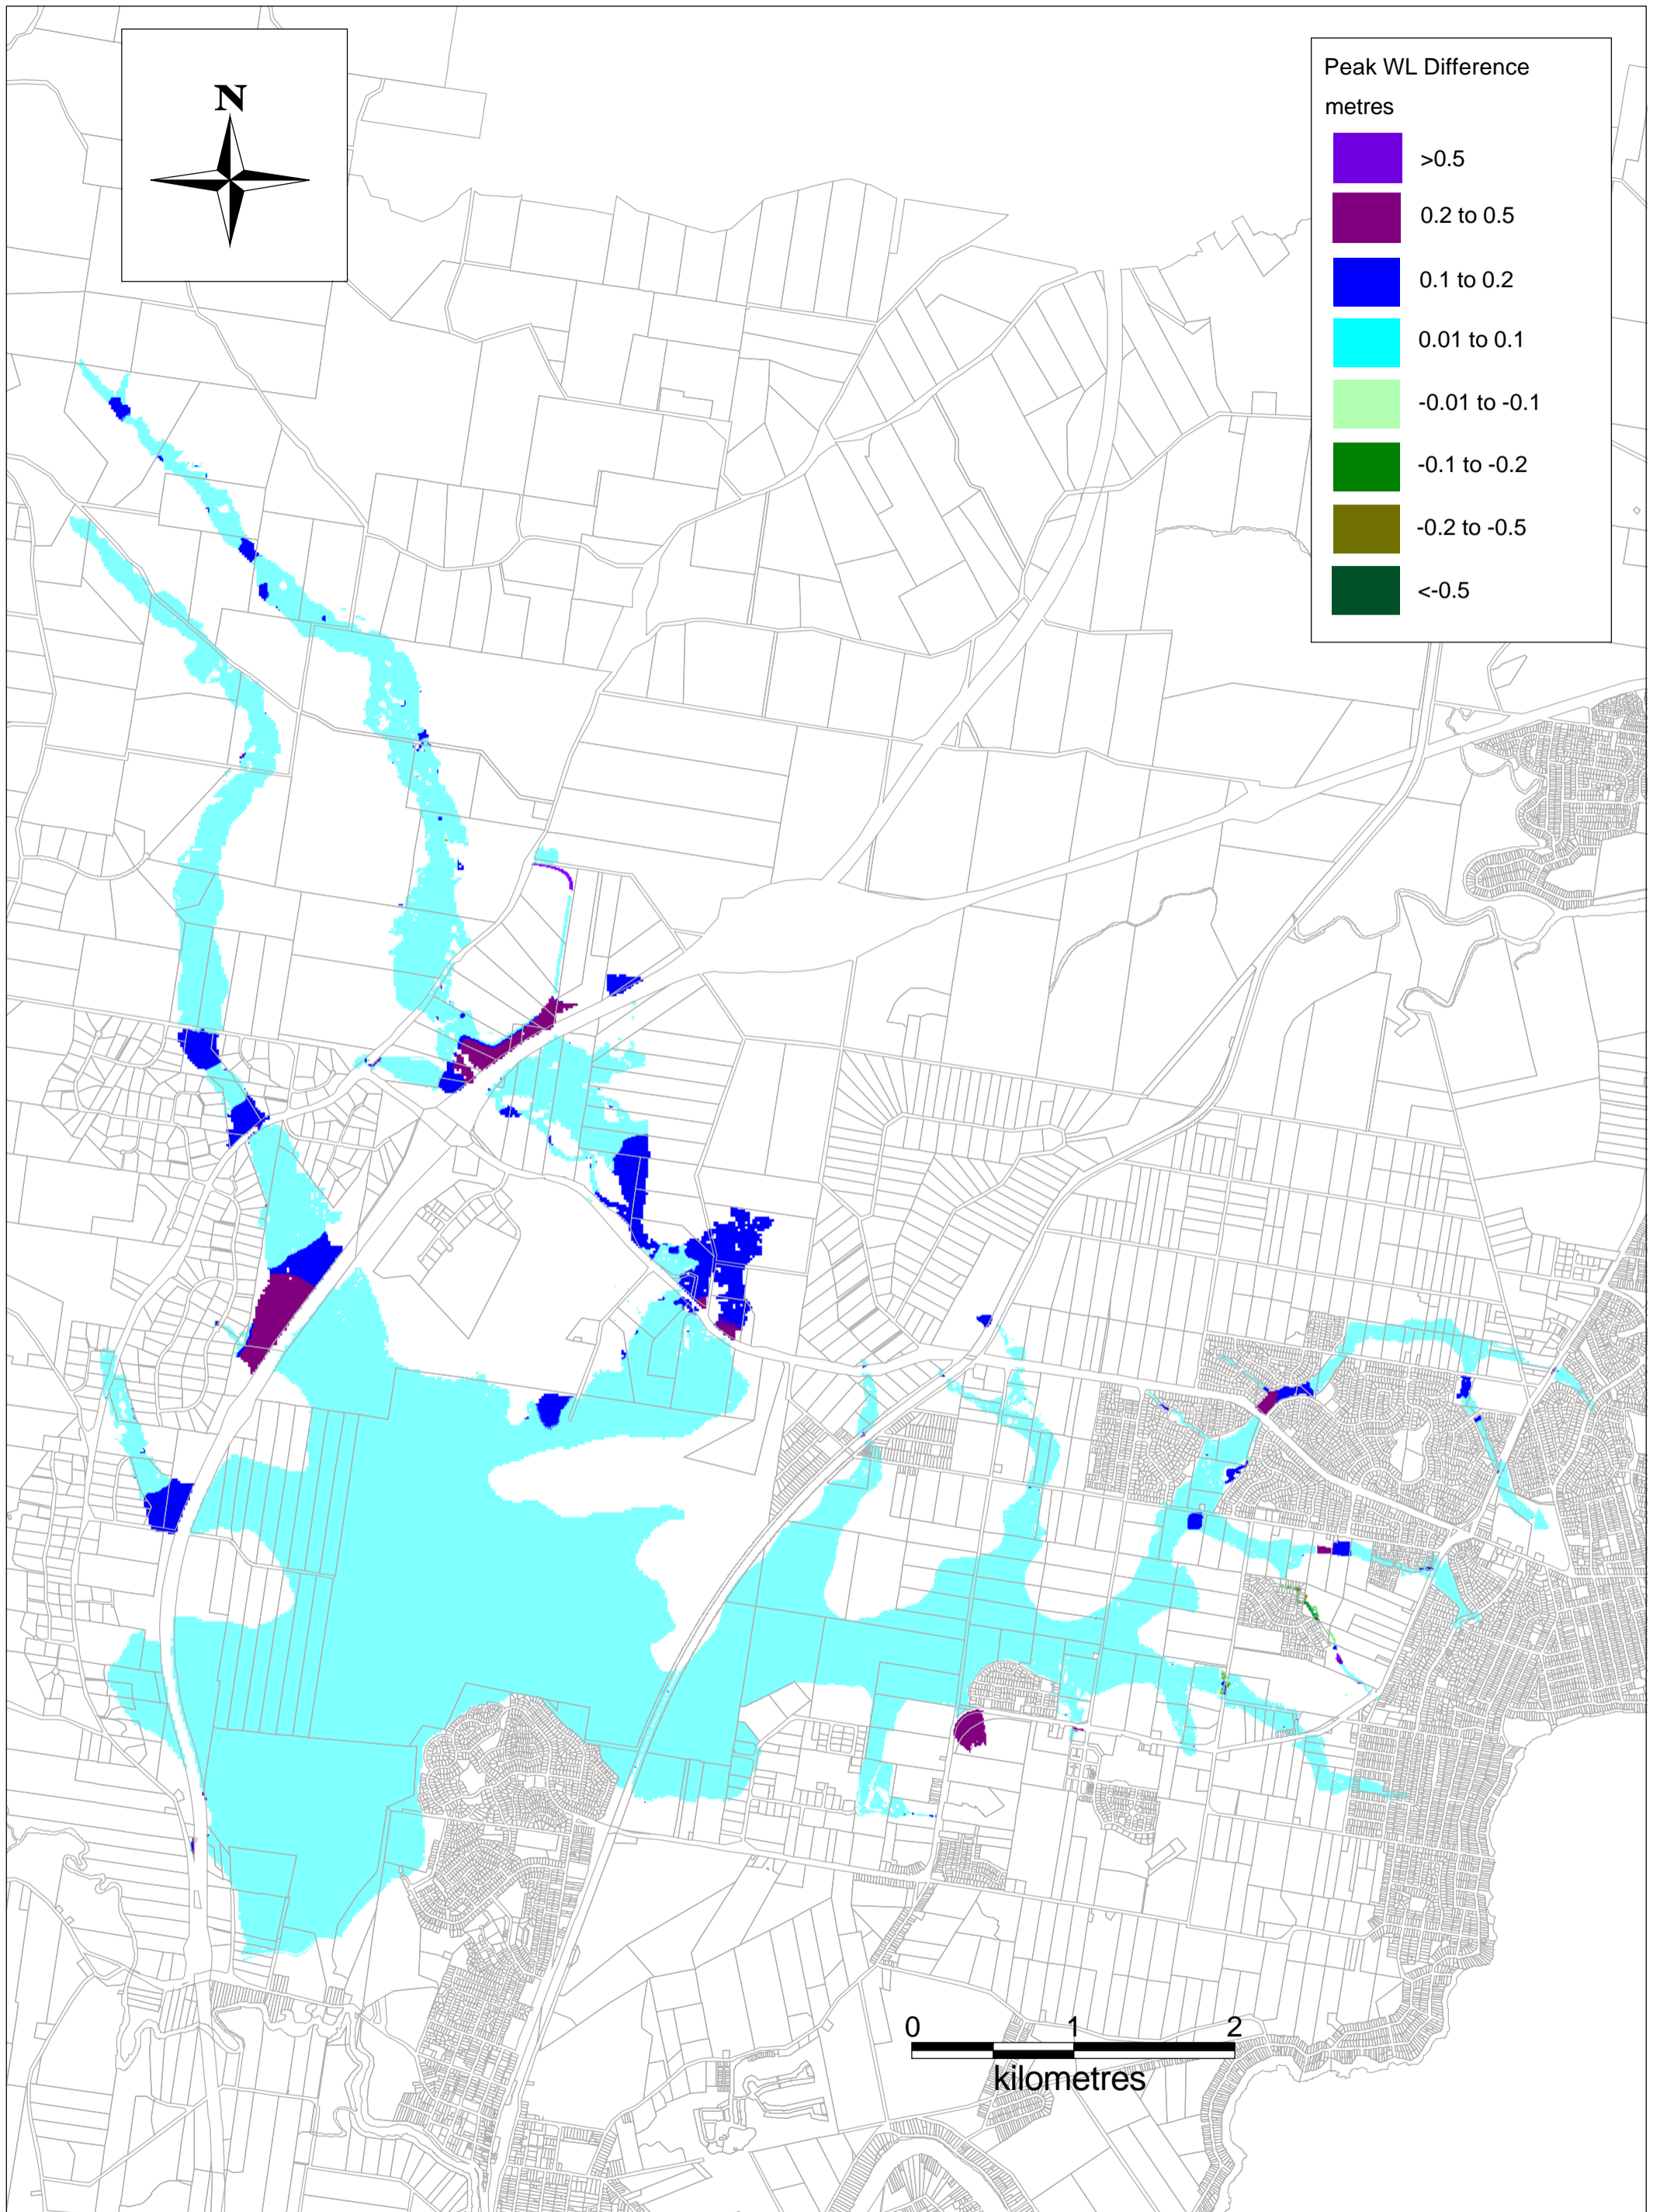 N
Peak WL Difference
metres
>0.5
0.2 to 0.5
0.1 to 0.2
0.01 to 0.1
-0.01 to -0.1
-0.1 to -0.2
-0.2 to -0.5
<-0.5
0 1 2
kilometres